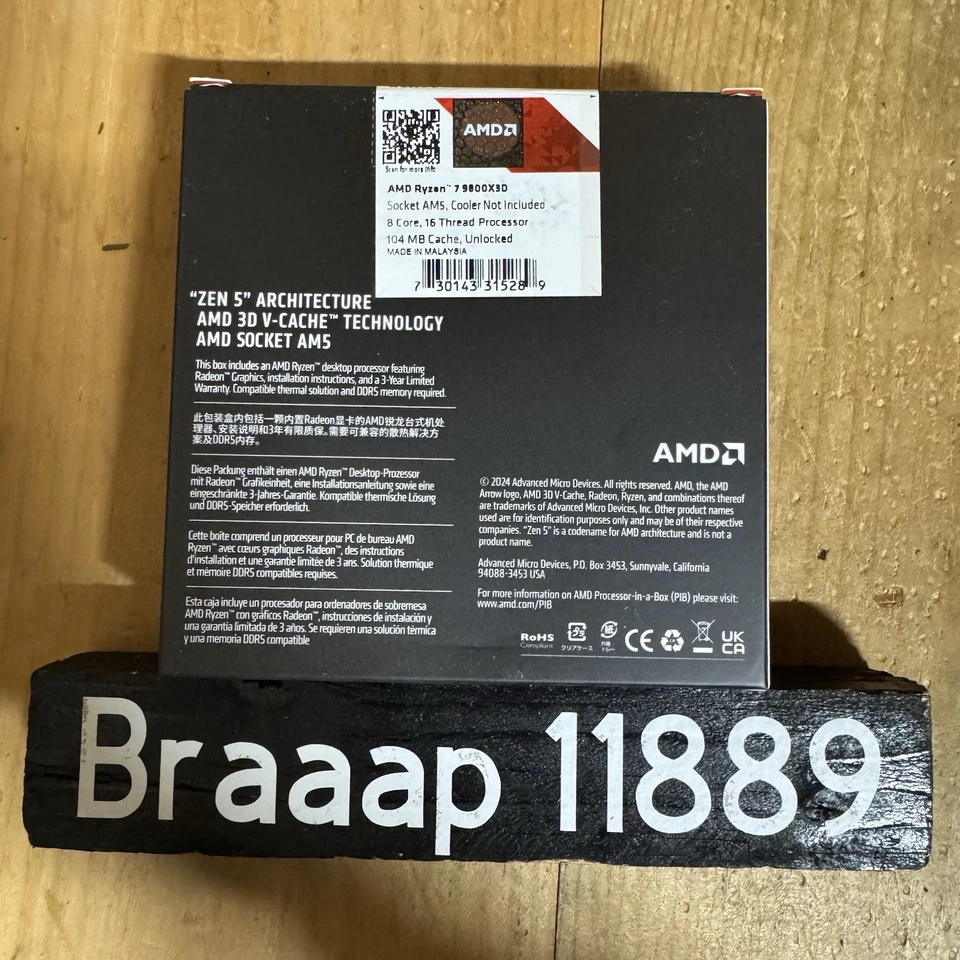 AMD
Scan for more info
AMD Ryzen™ 7 9800X3D
Socket AM5, Cooler Not Included
8 Core, 16 Thread Processor
104 MB Cache, Unlocked
MADE IN MALAYSIA
7 30143 31528 9
“ZEN 5” ARCHITECTURE
AMD 3D V-CACHE™ TECHNOLOGY
AMD SOCKET AM5
This box includes an AMD Ryzen™ desktop processor featuring
Radeon™ Graphics, installation instructions, and a 3-Year Limited
Warranty. Compatible thermal solution and DDR5 memory required.
此包装盒内包括一颗内置Radeon显卡的AMD锐龙台式机处
理器、安装说明和3年有限质保。需要可兼容的散热解决方
案及DDR5内存。
Diese Packung enthält einen AMD Ryzen™ Desktop-Prozessor
mit Radeon™ Grafikeinheit, eine Installationsanleitung sowie eine
eingeschränkte 3-Jahres-Garantie. Kompatible thermische Lösung
und DDR5-Speicher erforderlich.
Cette boîte comprend un processeur pour PC de bureau AMD
Ryzen™ avec cœurs graphiques Radeon™, des instructions
d'installation et une garantie limitée de 3 ans. Solution thermique
et mémoire DDR5 compatibles requises.
Esta caja incluye un procesador para ordenadores de sobremesa
AMD Ryzen™ con gráficos Radeon™, instrucciones de instalación y
una garantía limitada de 3 años. Se requieren una solución térmica
y una memoria DDR5 compatible
AMD
© 2024 Advanced Micro Devices. All rights reserved. AMD, the AMD
Arrow logo, AMD 3D V-Cache, Radeon, Ryzen, and combinations thereof
are trademarks of Advanced Micro Devices, Inc. Other product names
used are for identification purposes only and may be of their respective
companies. “Zen 5” is a codename for AMD architecture and is not a
product name.
Advanced Micro Devices, P.O. Box 3453, Sunnyvale, California
94088-3453 USA
For more information on AMD Processor-in-a-Box (PIB) please visit:
www.amd.com/PIB
RoHS
Compliant
プラ
クリアケース
紙
外箱
トレー
CE
UK
CA
Braaap 11889